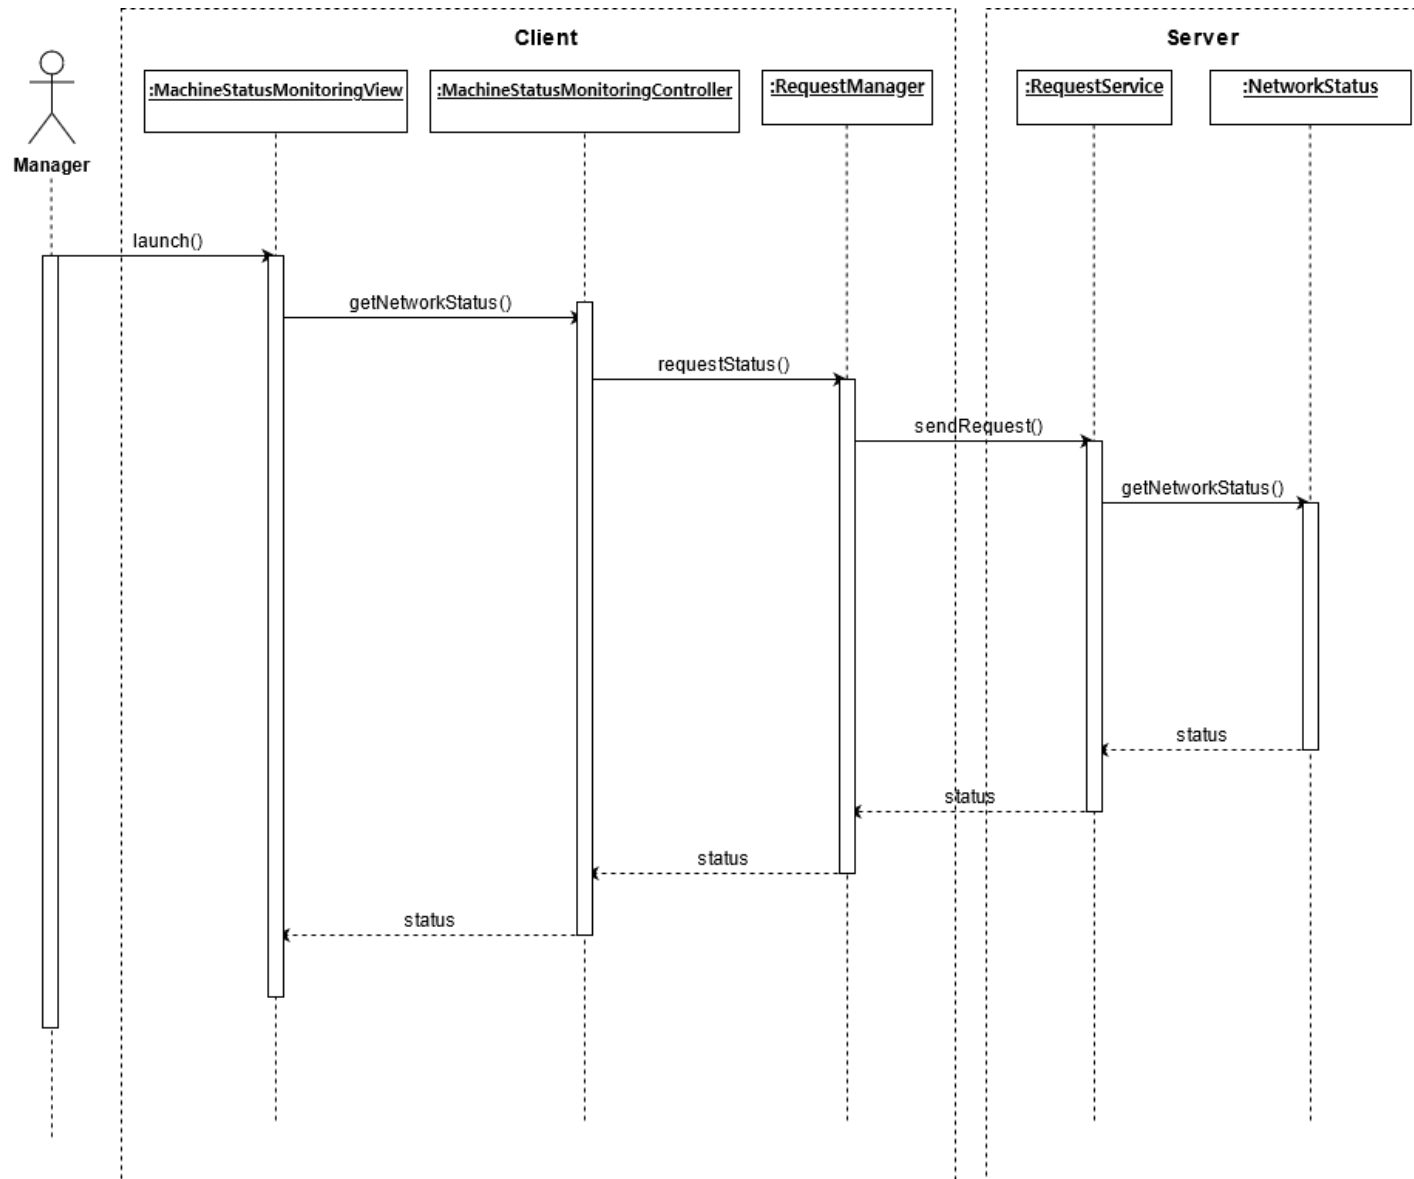 Client
Server
:MachineStatusMonitoringView
:MachineStatusMonitoringController
:RequestManager
:RequestService
:NetworkStatus
Manager
launch()
getNetworkStatus()
requestStatus()
sendRequest()
getNetworkStatus()
status
status
status
status